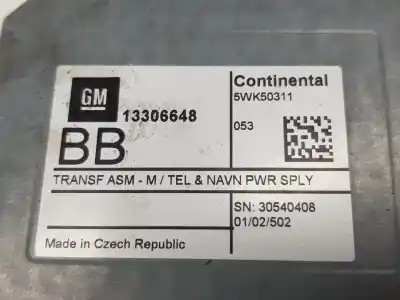 GM
13306648
BB
Continental
5WK50311
053
TRANSF ASM - M / TEL & NAVN PWR SPLY
SN: 30540408
01/02/502
Made in Czech Republic